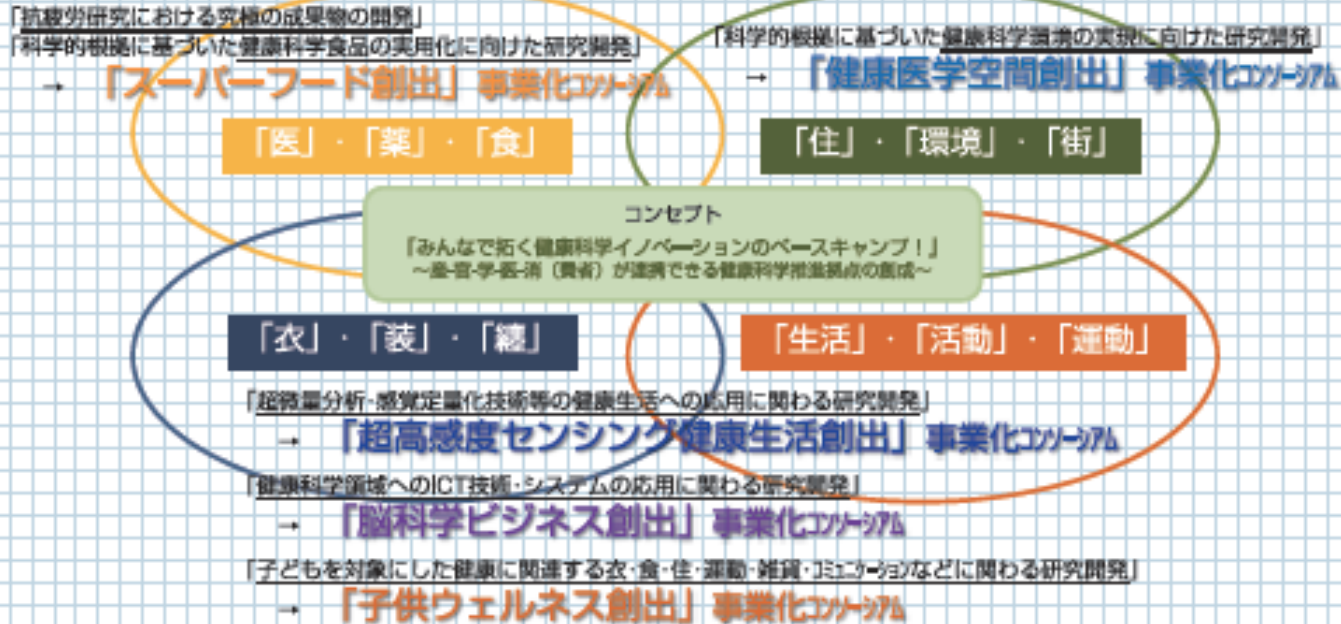 「抗疲労研究における究極の成果物の開発」
「科学的根拠に基づいた健康科学食品の実用化に向けた研究開発」
→ 「スーパーフード創出」事業化コンソーシアム
「科学的根拠に基づいた健康科学環境の実現に向けた研究開発」
→ 「健康医学空間創出」事業化コンソーシアム
「医」・「薬」・「食」
「住」・「環境」・「街」
コンセプト
『みんなで拓く健康科学イノベーションのベースキャンプ！』
～産-官-学-医-消（費者）が連携できる健康科学推進拠点の創成～
「衣」・「装」・「纏」
「生活」・「活動」・「運動」
「超微量分析・感覚定量化技術等の健康生活への応用に関わる研究開発」
→ 「超高感度センシング健康生活創出」事業化コンソーシアム
「健康科学領域へのICT技術・システムの応用に関わる研究開発」
→ 「脳科学ビジネス創出」事業化コンソーシアム
「子どもを対象にした健康に関連する衣・食・住・運動・雑貨・コミュニケーションなどに関わる研究開発」
→ 「子供ウェルネス創出」事業化コンソーシアム